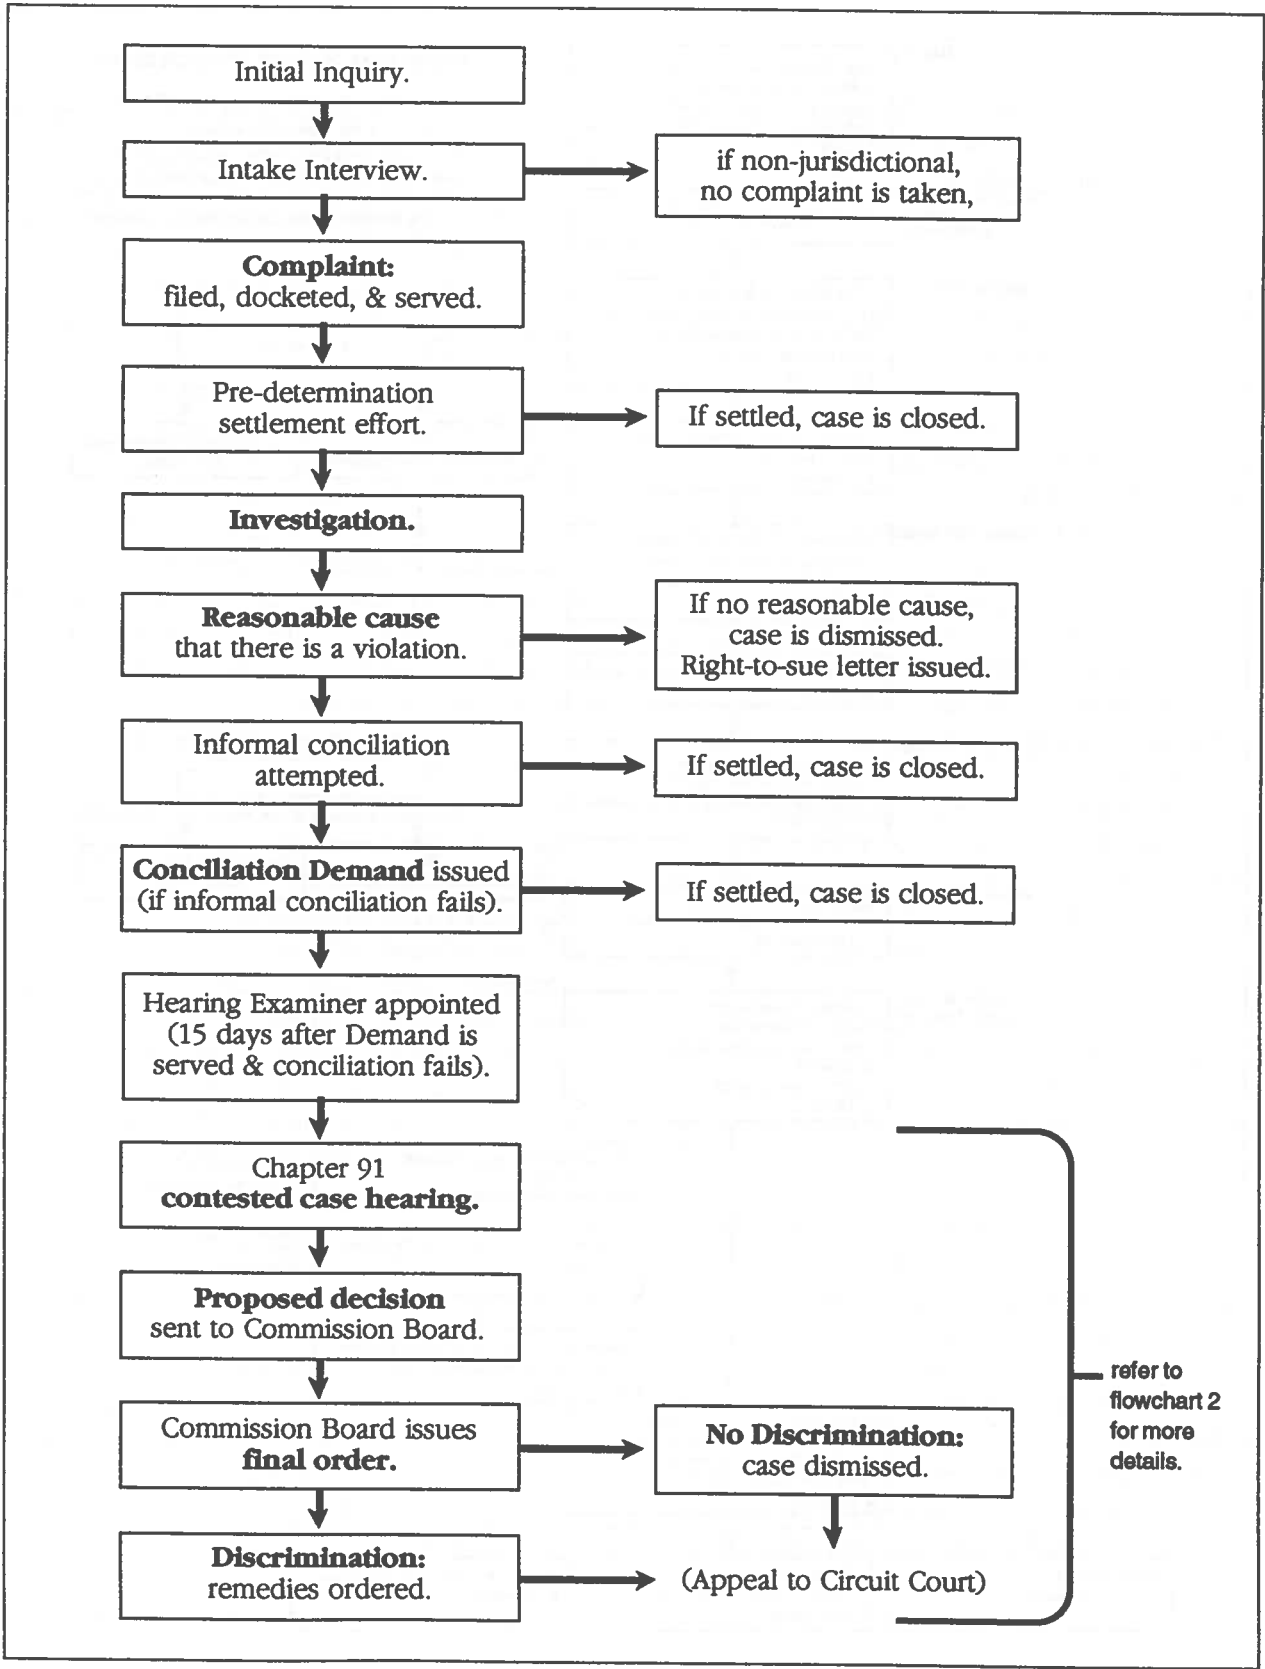 Initial Inquiry.
Intake Interview.
if non-jurisdictional,
no complaint is taken,
Complaint:
filed, docketed, & served.
Pre-determination
settlement effort.
If settled, case is closed.
Investigation.
Reasonable cause
that there is a violation.
If no reasonable cause,
case is dismissed.
Right-to-sue letter issued.
Informal conciliation
attempted.
If settled, case is closed.
Conciliation Demand issued
(if informal conciliation fails).
If settled, case is closed.
Hearing Examiner appointed
(15 days after Demand is
served & conciliation fails).
Chapter 91
contested case hearing.
Proposed decision
sent to Commission Board.
Commission Board issues
final order.
No Discrimination:
case dismissed.
Discrimination:
remedies ordered.
(Appeal to Circuit Court)
refer to
flowchart 2
for more
details.